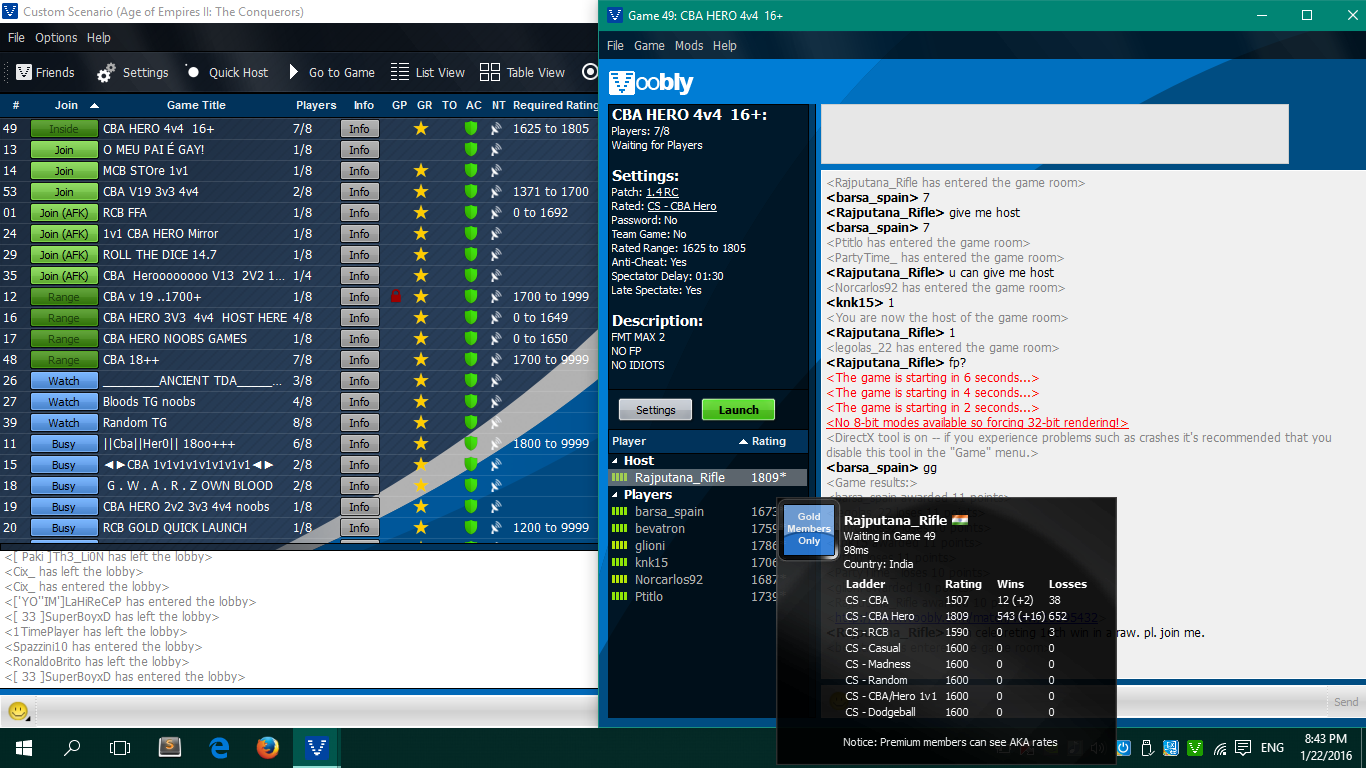 Custom Scenario (Age of Empires II: The Conquerors)
File Options Help
Friends Settings Quick Host Go to Game List View Table View
# Join Game Title Players Info GP GR TO AC NT Required Rating
49 Inside CBA HERO 4v4 16+ 7/8 Info 1625 to 1805
13 Join O MEU PAI É GAY! 1/8 Info
14 Join MCB STOre 1v1 1/8 Info
53 Join CBA V19 3v3 4v4 2/8 Info 1371 to 1700
01 Join (AFK) RCB FFA 1/8 Info 0 to 1692
24 Join (AFK) 1v1 CBA HERO Mirror 1/8 Info
29 Join (AFK) ROLL THE DICE 14.7 1/8 Info
35 Join (AFK) CBA Heroooooooo V13 2V2 1... 1/4 Info
12 Range CBA v 19 ..1700+ 1/8 Info 1700 to 1999
16 Range CBA HERO 3V3 4v4 HOST HERE 4/8 Info 0 to 1649
17 Range CBA HERO NOOBS GAMES 1/8 Info 0 to 1650
48 Range CBA 18++ 7/8 Info 1700 to 9999
26 Watch _________ANCIENT TDA______... 3/8 Info
27 Watch Bloods TG noobs 4/8 Info
39 Watch Random TG 8/8 Info
11 Busy ||Cba||Her0|| 18oo+++ 6/8 Info 1800 to 9999
15 Busy ◄►CBA 1v1v1v1v1v1v1v1◄► 2/8 Info
18 Busy G . W . A . R . Z OWN BLOOD 2/8 Info
19 Busy CBA HERO 2v2 3v3 4v4 noobs 1/8 Info
20 Busy RCB GOLD QUICK LAUNCH 1/8 Info 1200 to 9999
<[ Paki ]Th3_Li0N has left the lobby>
<Cix_ has left the lobby>
<Cix_ has entered the lobby>
<['YO''IM']LaHiReCeP has entered the lobby>
<[ 33 ]SuperBoyxD has left the lobby>
<1TimePlayer has left the lobby>
<Spazzini10 has entered the lobby>
<RonaldoBrito has left the lobby>
<[ 33 ]SuperBoyxD has entered the lobby>
Game 49: CBA HERO 4v4 16+
File Game Mods Help
Voobly
CBA HERO 4v4 16+:
Players: 7/8
Waiting for Players
Settings:
Patch: 1.4 RC
Rated: CS - CBA Hero
Password: No
Team Game: No
Rated Range: 1625 to 1805
Anti-Cheat: Yes
Spectator Delay: 01:30
Late Spectate: Yes
Description:
FMT MAX 2
NO FP
NO IDIOTS
Settings Launch
Player Rating
Host
Rajputana_Rifle 1809*
Players
barsa_spain 1673
bevatron 1759
glioni 1786
knk15 1706
Norcarlos92 1687
Ptitlo 1739
<Rajputana_Rifle has entered the game room>
<barsa_spain> 7
<Rajputana_Rifle> give me host
<barsa_spain> 7
<Ptitlo has entered the game room>
<PartyTime_ has entered the game room>
<Rajputana_Rifle> u can give me host
<Norcarlos92 has entered the game room>
<knk15> 1
<You are now the host of the game room>
<Rajputana_Rifle> 1
<legolas_22 has entered the game room>
<Rajputana_Rifle> fp?
<The game is starting in 6 seconds...>
<The game is starting in 4 seconds...>
<The game is starting in 2 seconds...>
<No 8-bit modes available so forcing 32-bit rendering!>
<DirectX tool is on -- if you experience problems such as crashes it's recommended that you
disable this tool in the "Game" menu.>
<barsa_spain> gg
<Game results:>
<barsa_spain awarded 11 points>
win in a raw. pl. join me.
Send
Gold
Members
Only
Rajputana_Rifle
Waiting in Game 49
98ms
Country: India
Ladder Rating Wins Losses
CS - CBA 1507 12 (+2) 38
CS - CBA Hero 1809 543 (+16) 652
CS - RCB 1590 0 3
CS - Casual 1600 0 0
CS - Madness 1600 0 0
CS - Random 1600 0 0
CS - CBA/Hero 1v1 1600 0 0
CS - Dodgeball 1600 0 0
Notice: Premium members can see AKA rates
ENG
8:43 PM
1/22/2016